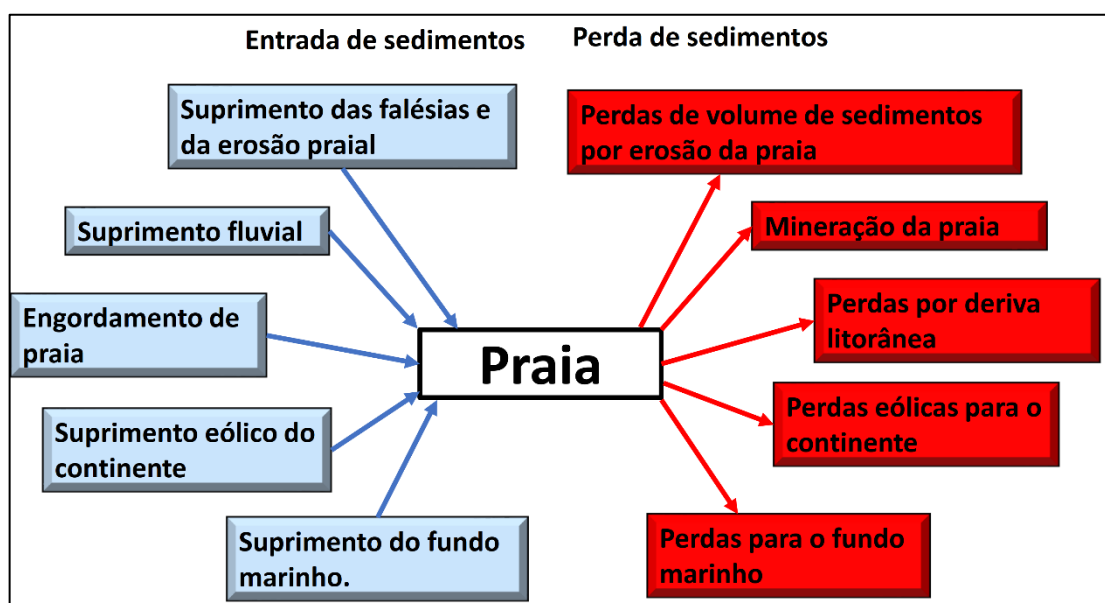 Entrada de sedimentos
Perda de sedimentos
Suprimento das falésias e
da erosão praial
Suprimento fluvial
Engordamento de
praia
Suprimento eólico do
continente
Suprimento do fundo
marinho.
Praia
Perdas de volume de sedimentos
por erosão da praia
Mineração da praia
Perdas por deriva
litorânea
Perdas eólicas para o
continente
Perdas para o fundo
marinho